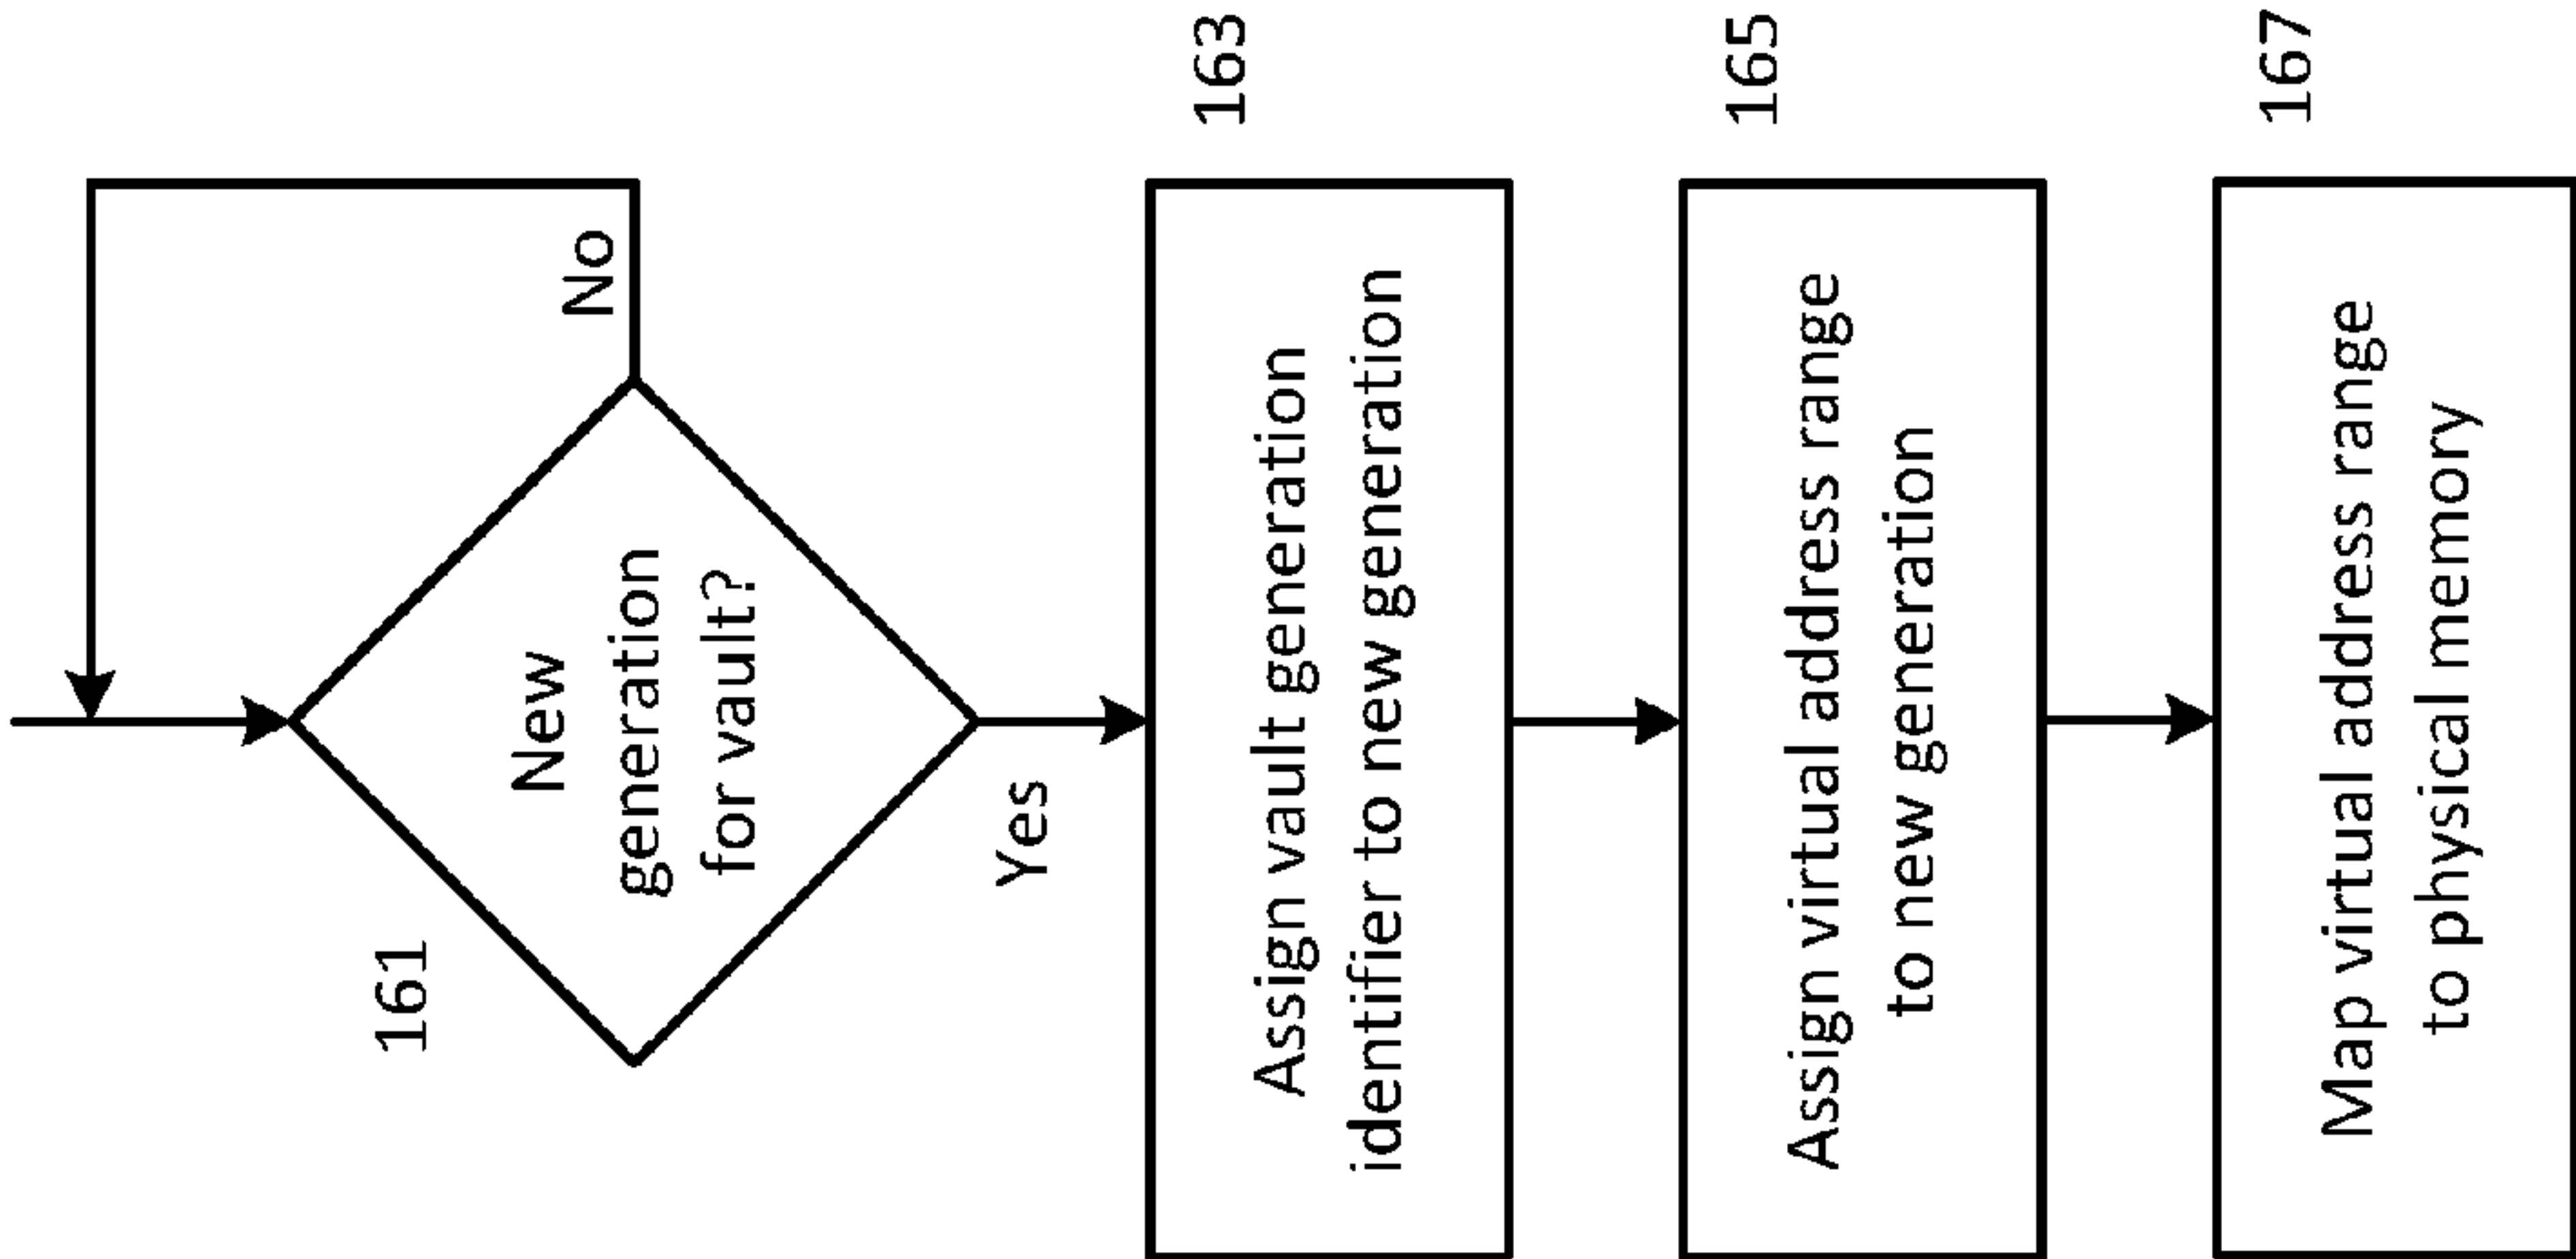 161
New
generation
for vault?
No
Yes
163
Assign vault generation
identifier to new generation
165
Assign virtual address range
to new generation
167
Map virtual address range
to physical memory